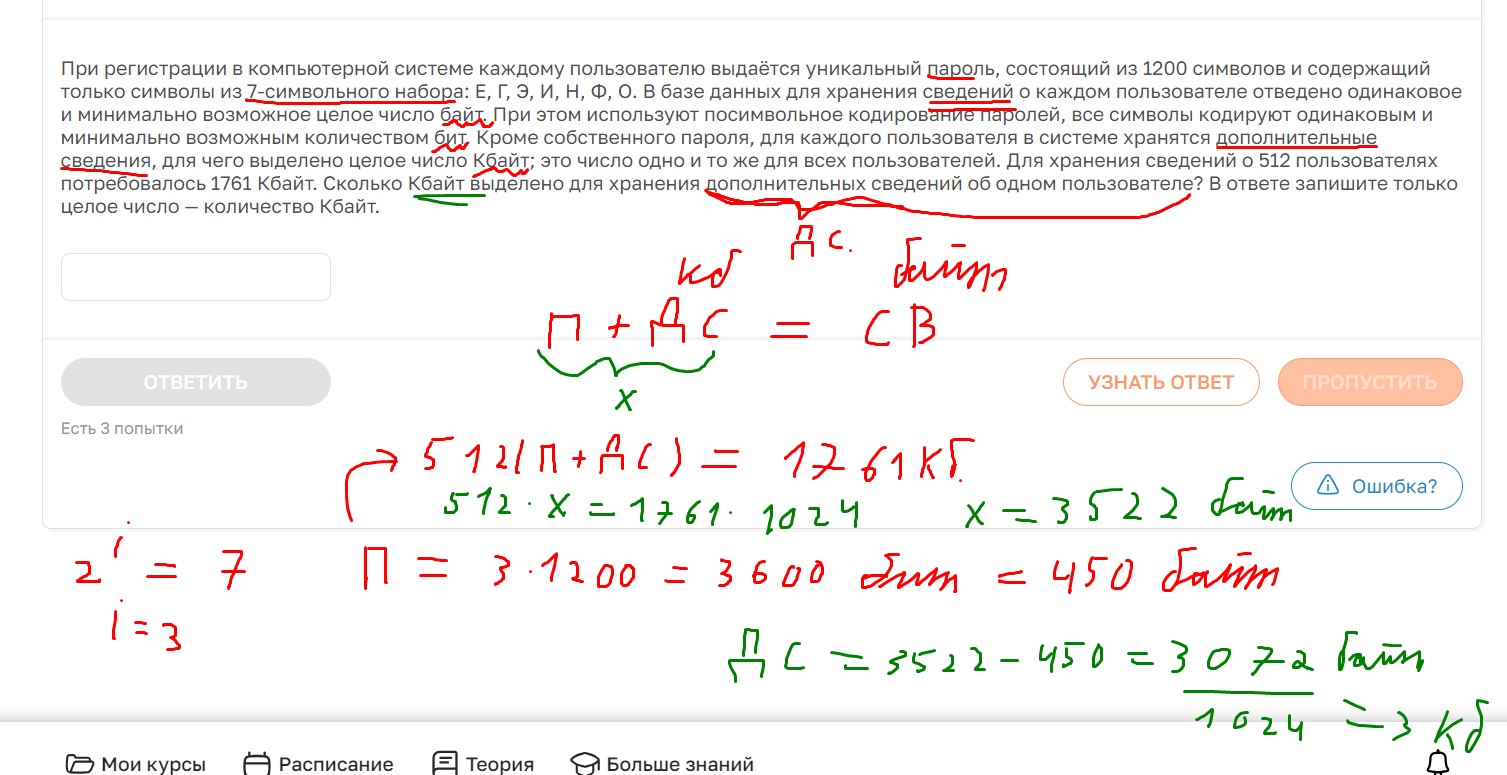 При регистрации в компьютерной системе каждому пользователю выдаётся уникальный пароль, состоящий из 1200 символов и содержащий
только символы из 7-символьного набора: Е, Г, Э, И, Н, Ф, О. В базе данных для хранения сведений о каждом пользователе отведено одинаковое
и минимально возможное целое число байт. При этом используют посимвольное кодирование паролей, все символы кодируют одинаковым и
минимально возможным количеством бит. Кроме собственного пароля, для каждого пользователя в системе хранятся дополнительные
сведения, для чего выделено целое число Кбайт; это число одно и то же для всех пользователей. Для хранения сведений о 512 пользователях
потребовалось 1761 Кбайт. Сколько Кбайт выделено для хранения дополнительных сведений об одном пользователе? В ответе запишите только
целое число — количество Кбайт.
ДС.
Кб байт
П + ДС = СВ
х
ОТВЕТИТЬ
УЗНАТЬ ОТВЕТ
ПРОПУСТИТЬ
Есть 3 попытки
512(П + ДС) = 1761 Кб.
512 · х = 1761 · 1024 х = 3522 байт
Ошибка?
2^i = 7 П = 3 · 1200 = 3600 бит = 450 байт
i = 3
ДС = 3522 - 450 = 3072 байт
1024 = 3 Кб
Мои курсы
Расписание
Теория
Больше знаний